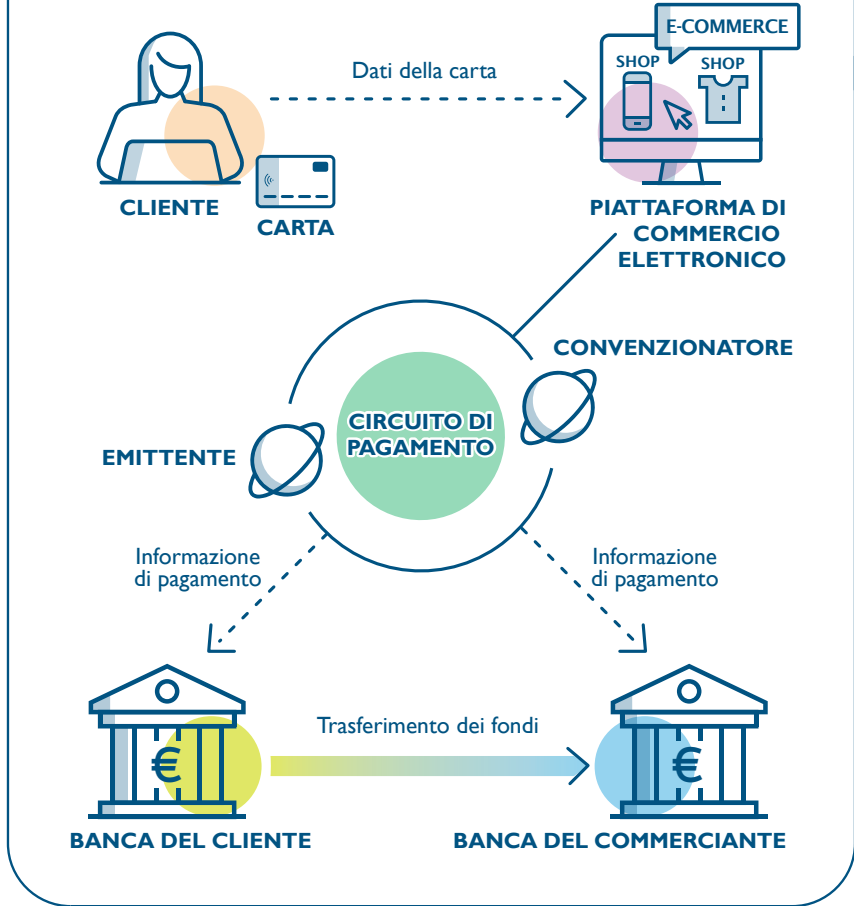 E-COMMERCE
SHOP
SHOP
Dati della carta
CLIENTE
CARTA
PIATTAFORMA DI
COMMERCIO
ELETTRONICO
CONVENZIONATORE
CIRCUITO DI
PAGAMENTO
EMITTENTE
Informazione
di pagamento
Informazione
di pagamento
Trasferimento dei fondi
€
€
BANCA DEL CLIENTE
BANCA DEL COMMERCIANTE